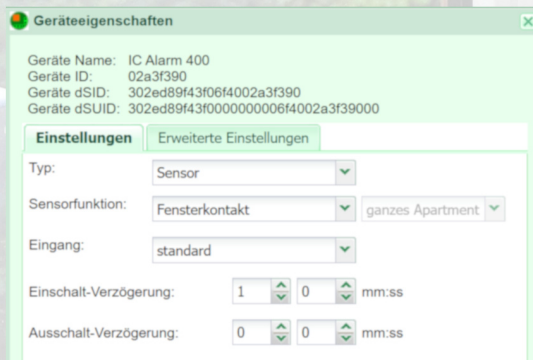 Geräteeigenschaften
Geräte Name: IC Alarm 400
Geräte ID: 02a3f390
Geräte dSID: 302ed89f43f06f4002a3f390
Geräte dSUID: 302ed89f43f0000000006f4002a3f39000
Einstellungen Erweiterte Einstellungen
Typ: Sensor
Sensorfunktion: Fensterkontakt ganzes Apartment
Eingang: standard
Einschalt-Verzögerung: 1 0 mm:ss
Ausschalt-Verzögerung: 0 0 mm:ss